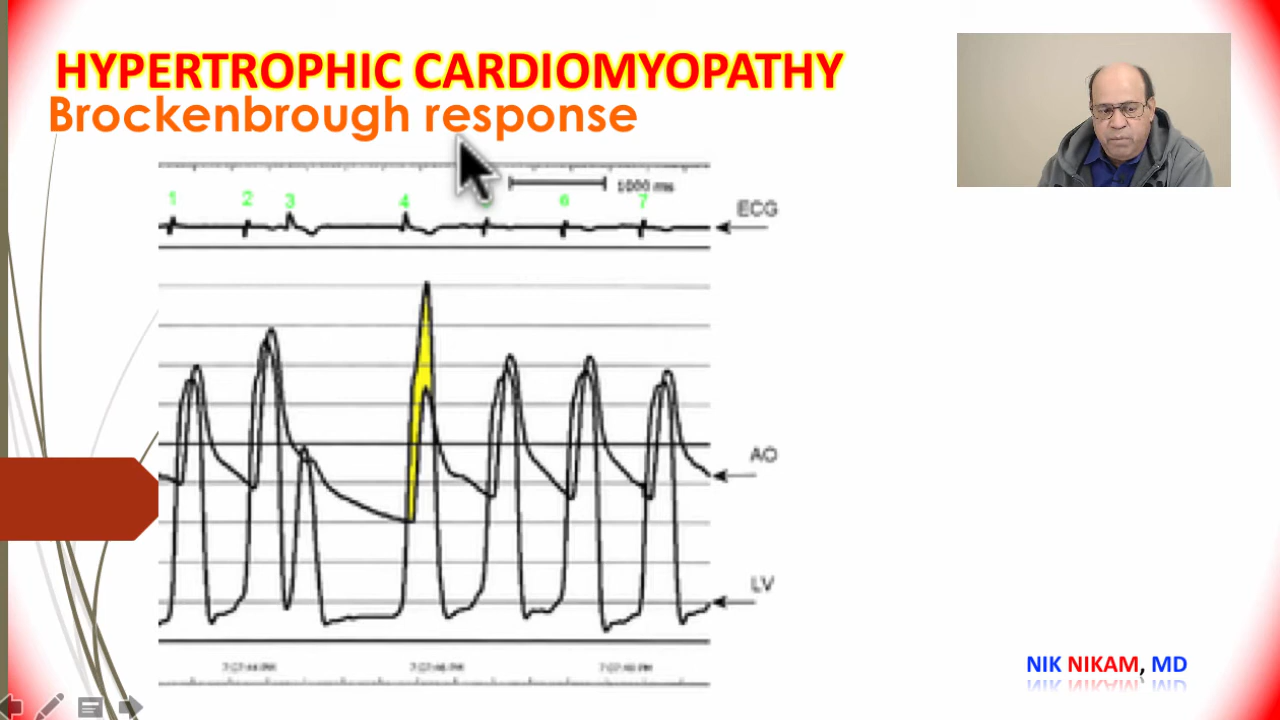 HYPERTROPHIC CARDIOMYOPATHY
Brockenbrough response
1000 ms
1 2 3 4 6 7
ECG
AO
LV
NIK NIKAM, MD